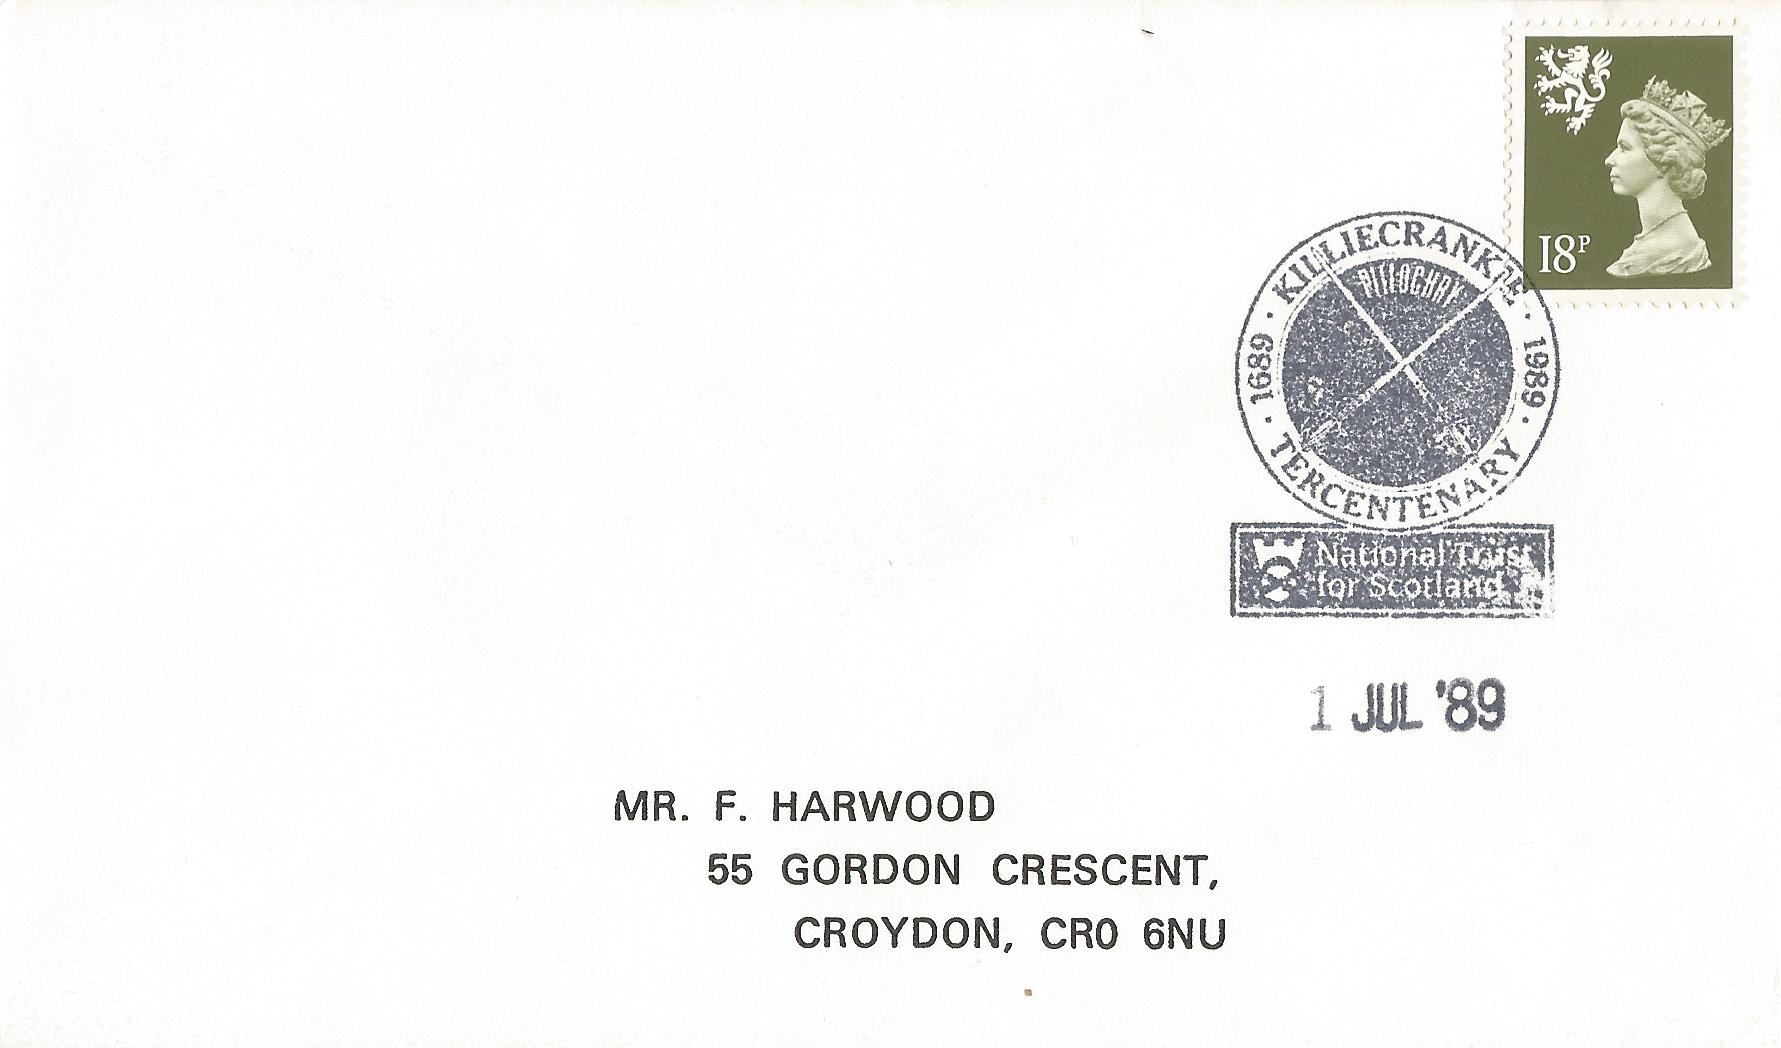 18P
· KILLIECRANKIE ·
PITLOCHRY
1689 · 1989
· TERCENTENARY ·
National Trust
for Scotland
1 JUL '89
MR. F. HARWOOD
55 GORDON CRESCENT,
CROYDON, CR0 6NU